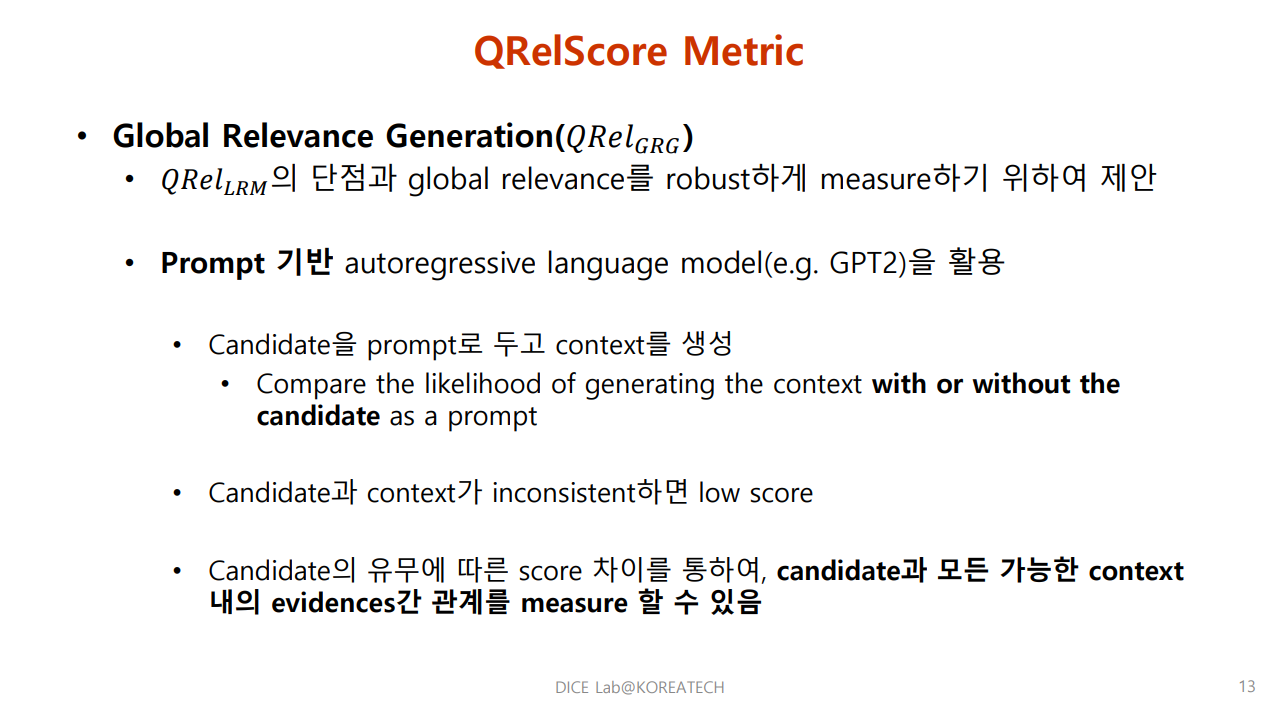 QRelScore Metric
• Global Relevance Generation(𝑄𝑅𝑒𝑙𝐺𝑅𝐺)
• 𝑄𝑅𝑒𝑙𝐿𝑅𝑀의 단점과 global relevance를 robust하게 measure하기 위하여 제안
• Prompt 기반 autoregressive language model(e.g. GPT2)을 활용
• Candidate을 prompt로 두고 context를 생성
• Compare the likelihood of generating the context with or without the
candidate as a prompt
• Candidate과 context가 inconsistent하면 low score
• Candidate의 유무에 따른 score 차이를 통하여, candidate과 모든 가능한 context
내의 evidences간 관계를 measure 할 수 있음
DICE Lab@KOREATECH
13